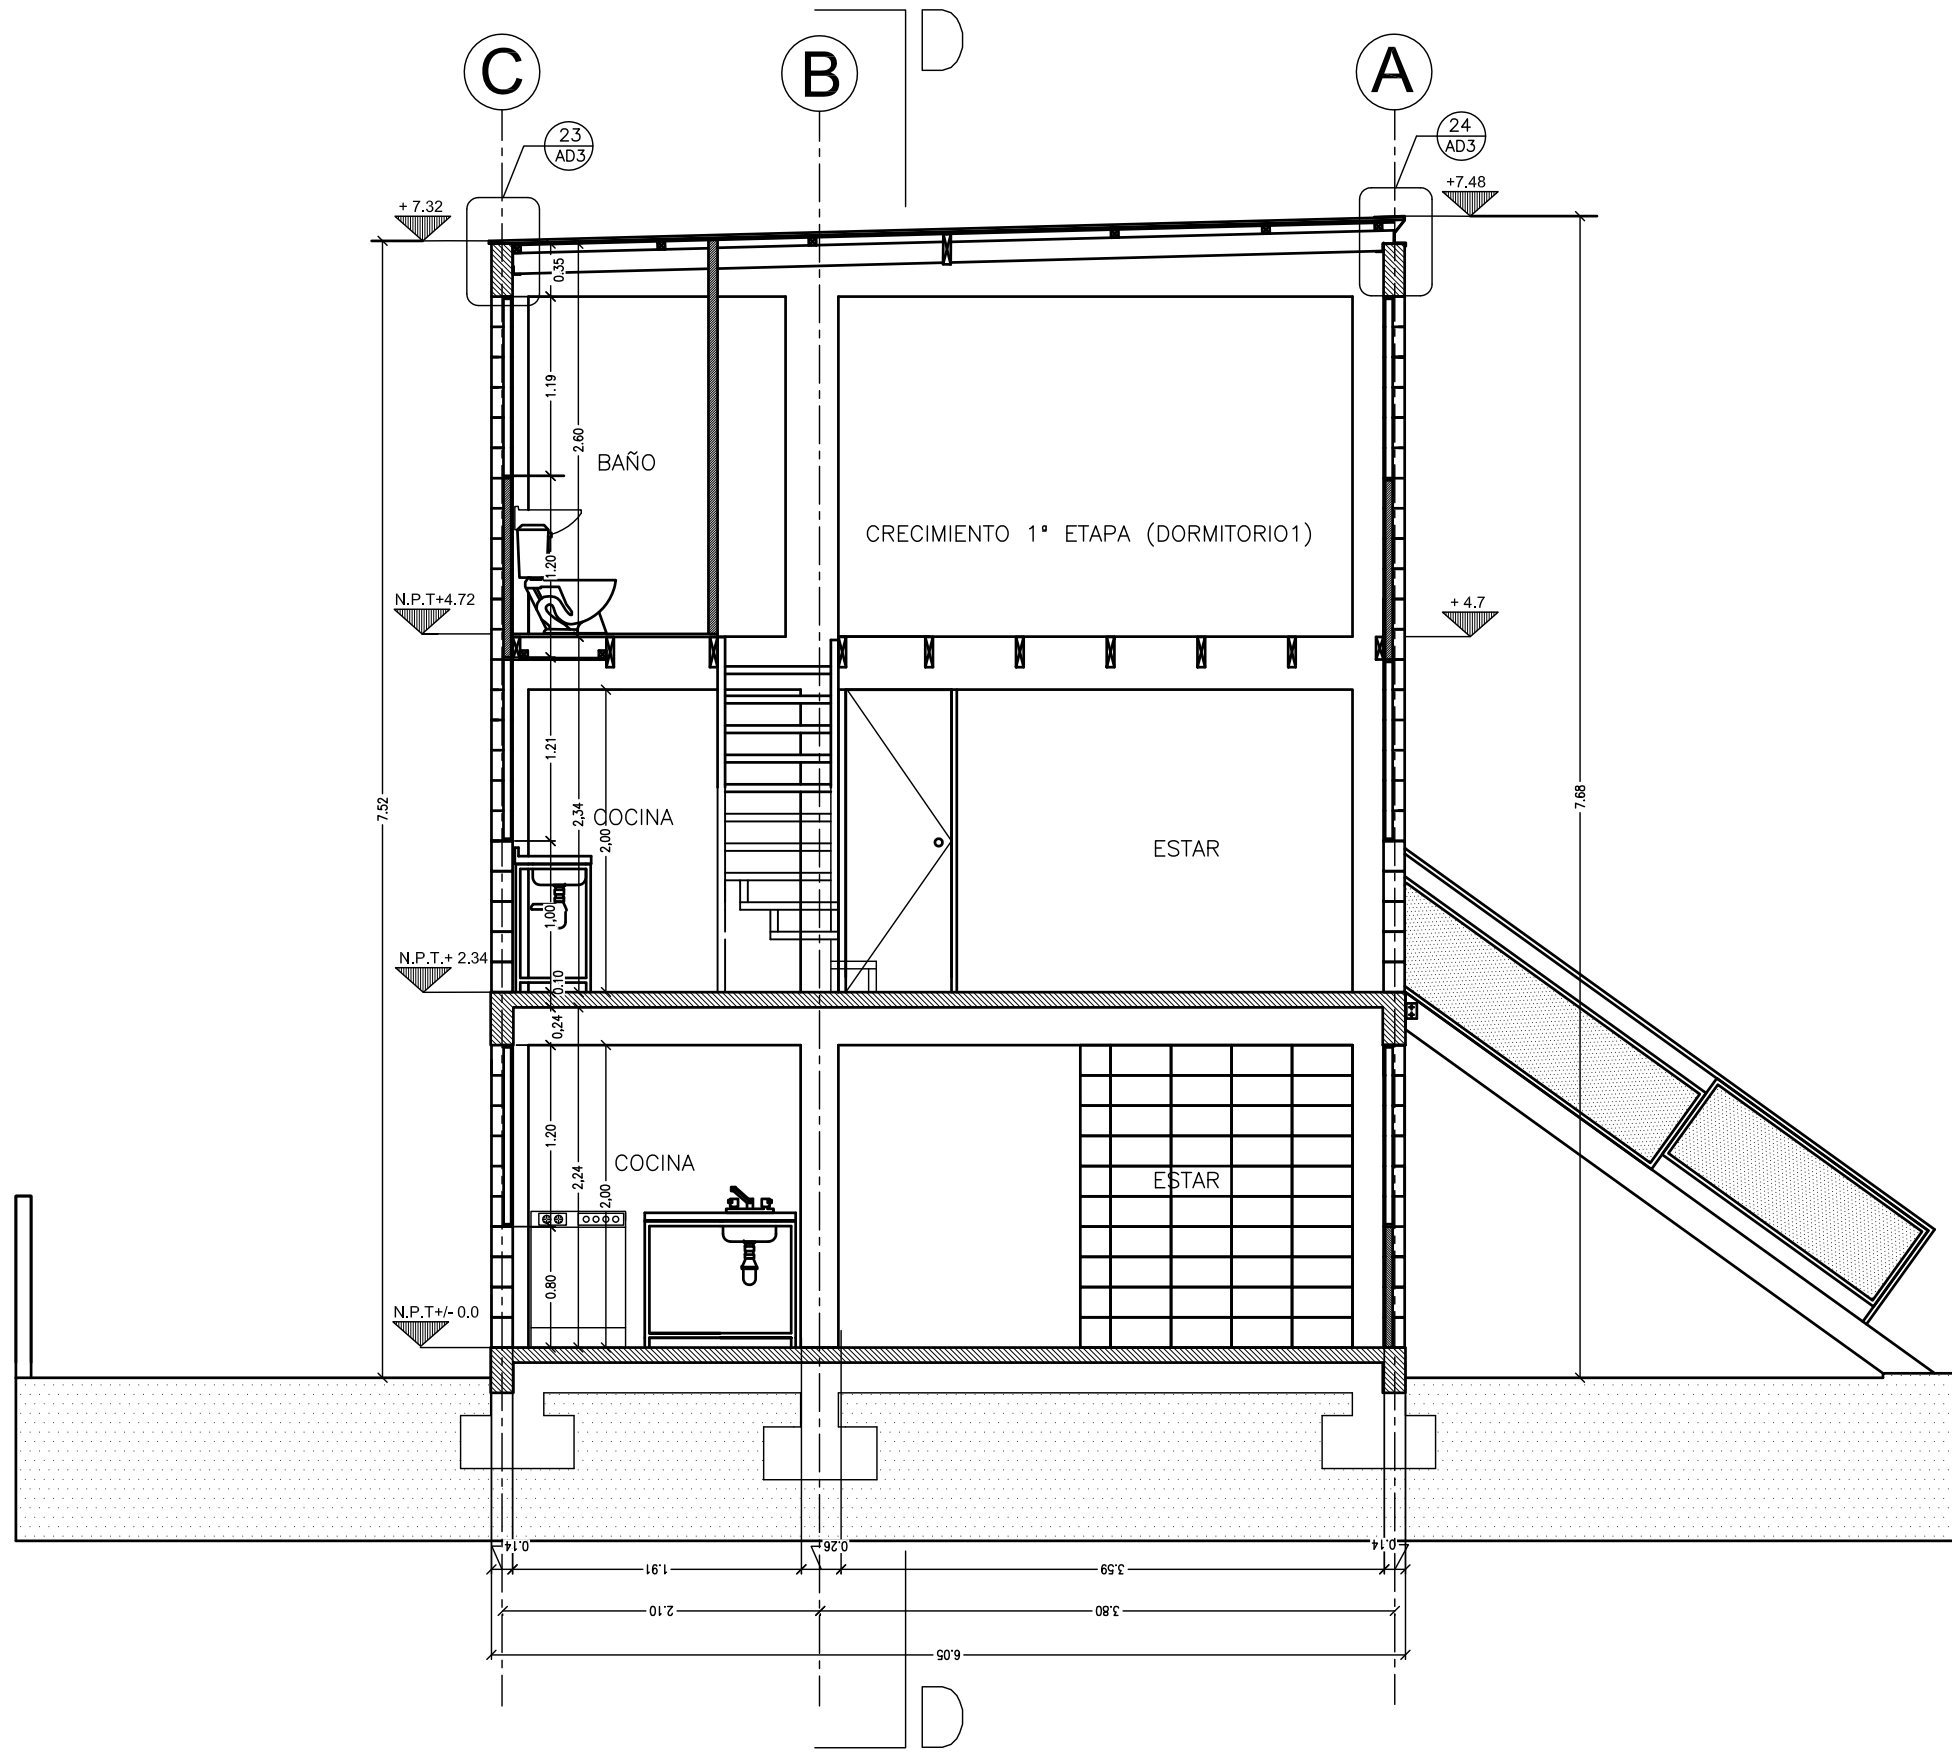 D
C
B
A
23
AD3
24
AD3
+ 7.32
+7.48
0.35
1.19
2.60
BAÑO
CRECIMIENTO 1ª ETAPA (DORMITORIO1)
1.20
N.P.T+4.72
+ 4.7
1.21
7.52
2,34
2,00
COCINA
7.68
ESTAR
1,00
N.P.T.+ 2.34
0.10
0,24
1.20
2,24
2,00
COCINA
ESTAR
0.80
N.P.T+/- 0.0
0.14
1.91
0.26
3.59
0.14
2.10
3.80
6.05
D